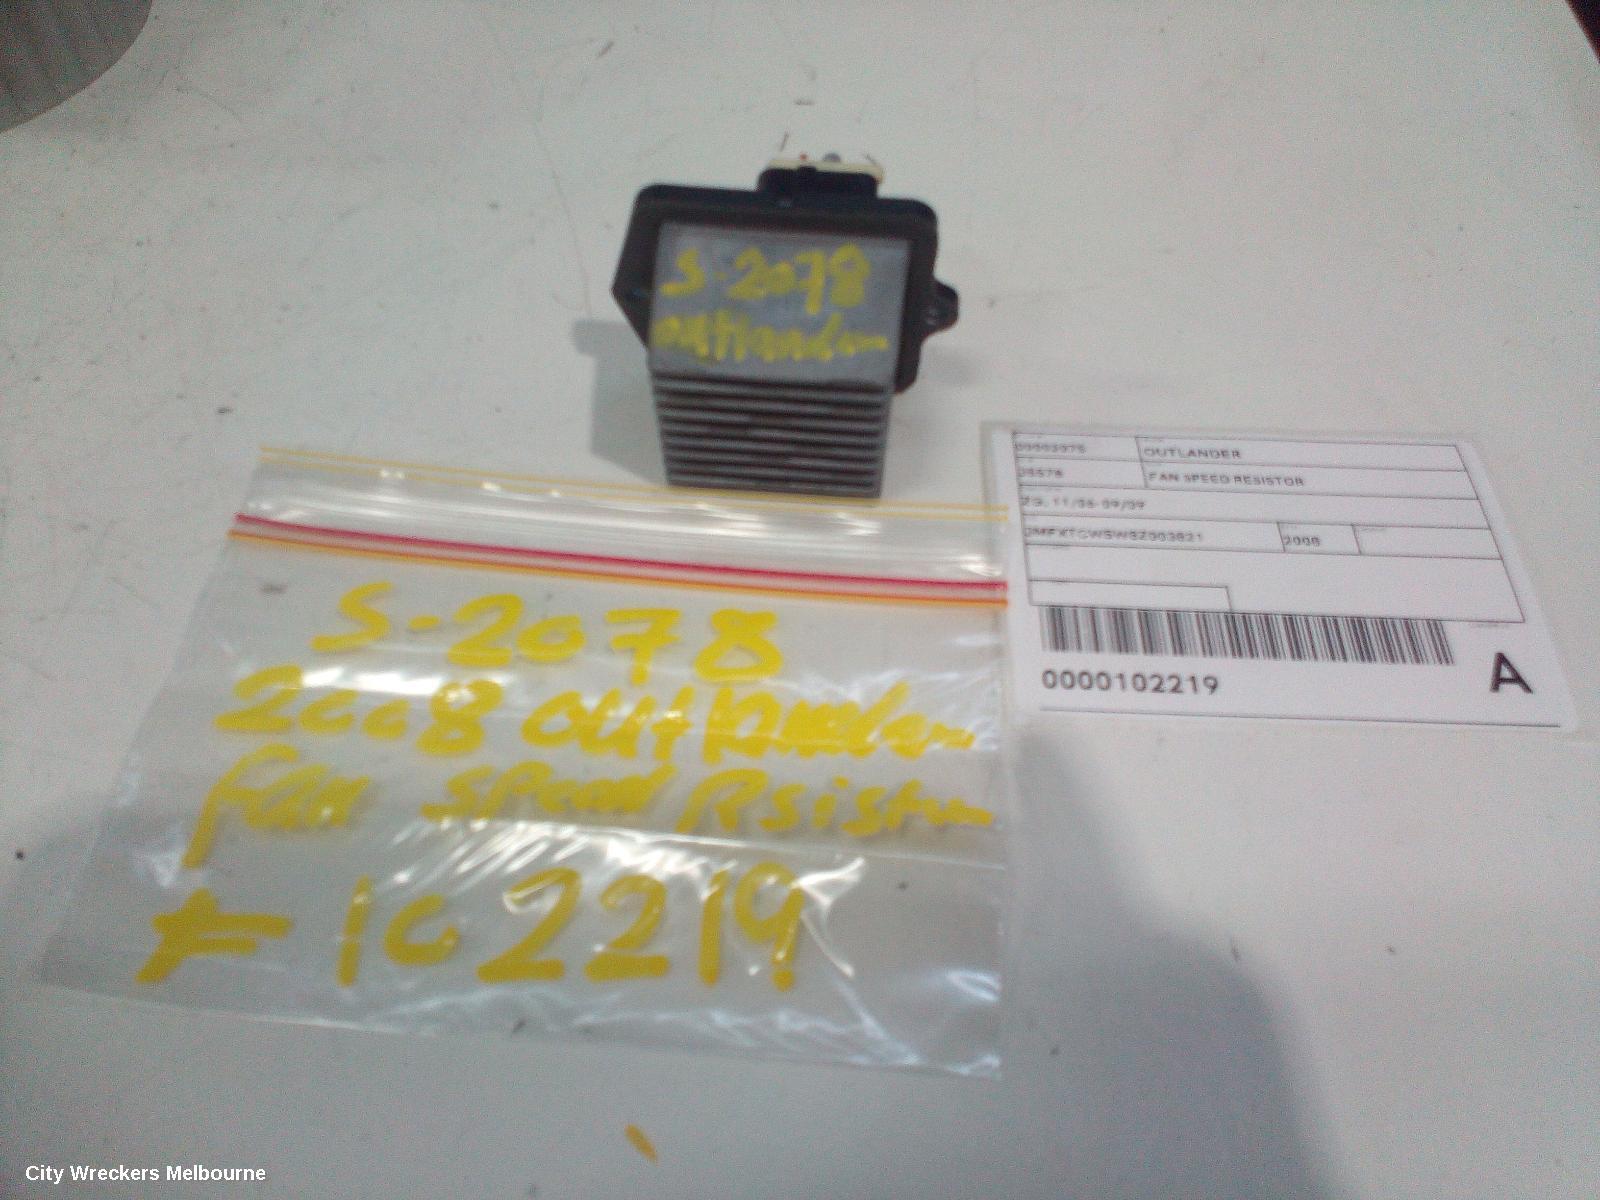 S-2078
outlander
OUTLANDER
FAN SPEED RESISTOR
2008
0000102219
A
S-2078
2008 outlander
Fan speed Rsistor
102219
City Wreckers Melbourne